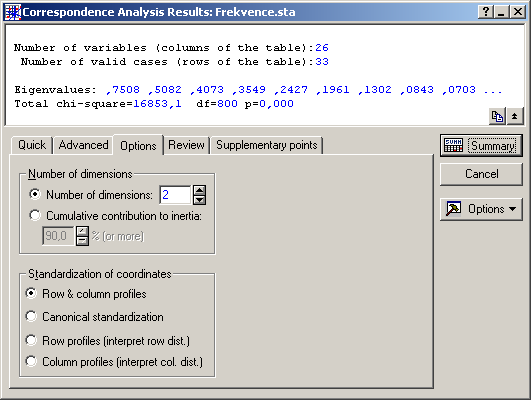 Correspondence Analysis Results: Frekvence.sta
Number of variables (columns of the table):26
Number of valid cases (rows of the table):33
Eigenvalues: ,7508 ,5082 ,4073 ,3549 ,2427 ,1961 ,1302 ,0843 ,0703 ...
Total chi-square=16853,1 df=800 p=0,000
Quick Advanced Options Review Supplementary points
Summary
Cancel
Options
Number of dimensions
Number of dimensions: 2
Cumulative contribution to inertia:
90,0 % (or more)
Standardization of coordinates
Row & column profiles
Canonical standardization
Row profiles (interpret row dist.)
Column profiles (interpret col. dist.)